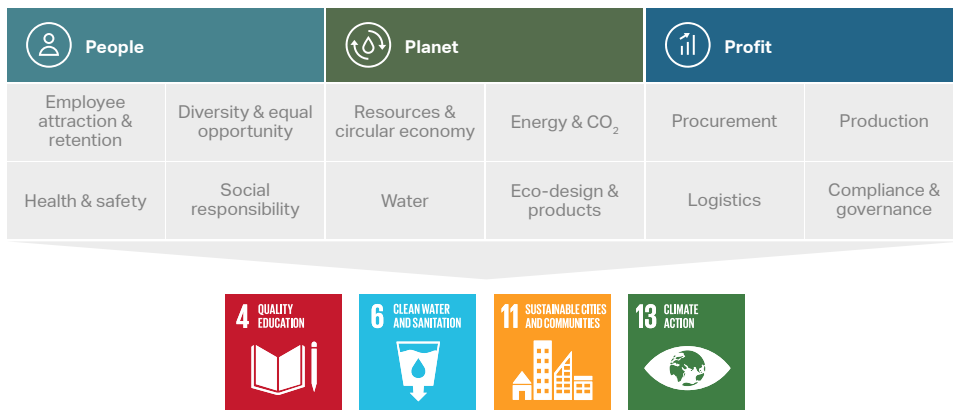 People
Planet
Profit
Employee
attraction &
retention
Diversity & equal
opportunity
Resources &
circular economy
Energy & CO₂
Procurement
Production
Health & safety
Social
responsibility
Water
Eco-design &
products
Logistics
Compliance &
governance
4 QUALITY
EDUCATION
6 CLEAN WATER
AND SANITATION
11 SUSTAINABLE CITIES
AND COMMUNITIES
13 CLIMATE
ACTION